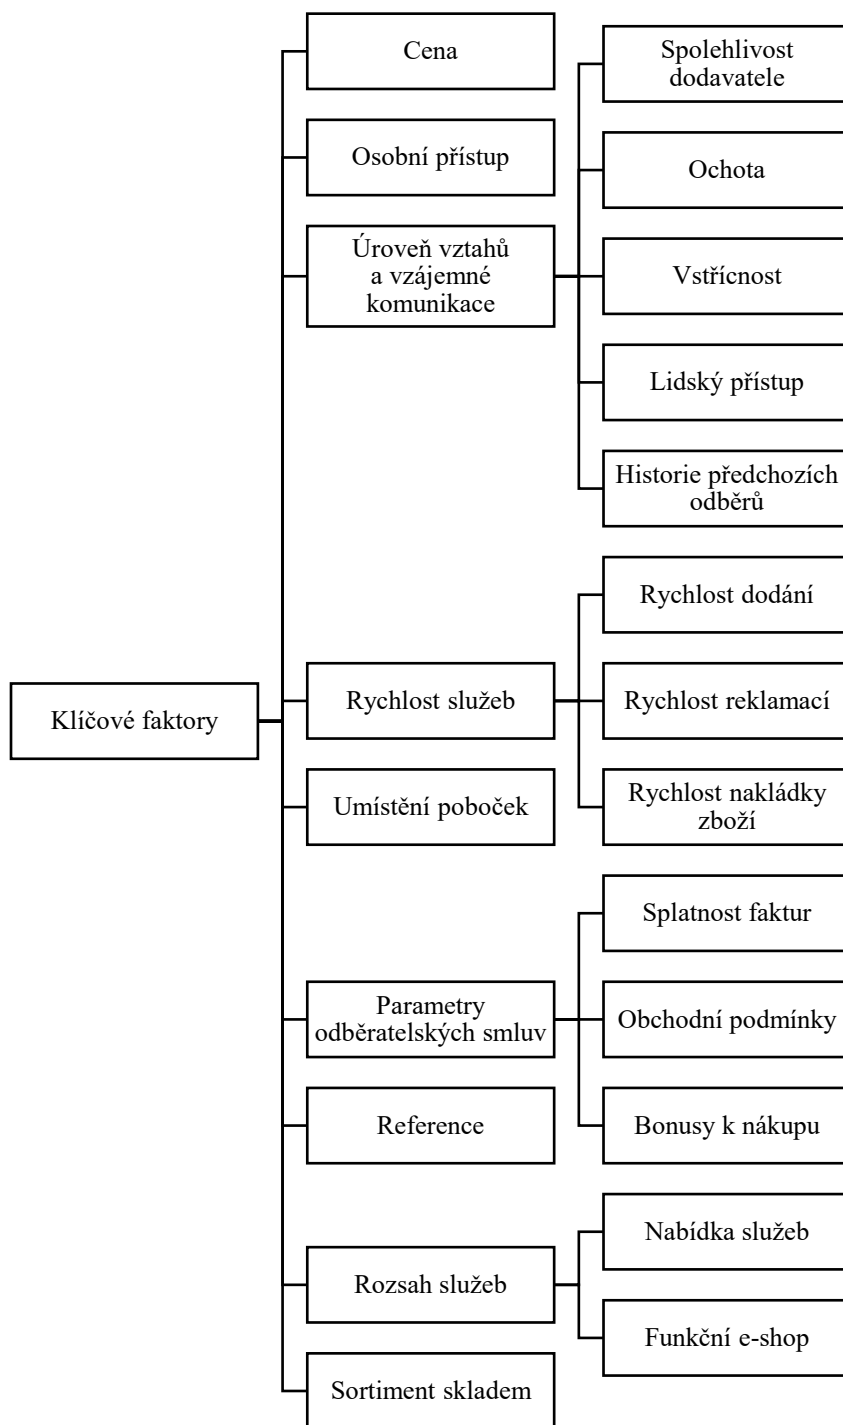 Klíčové faktory
Cena
Osobní přístup
Úroveň vztahů
a vzájemné
komunikace
Spolehlivost
dodavatele
Ochota
Vstřícnost
Lidský přístup
Historie předchozích
odběrů
Rychlost služeb
Rychlost dodání
Rychlost reklamací
Rychlost nakládky
zboží
Umístění poboček
Parametry
odběratelských smluv
Splatnost faktur
Obchodní podmínky
Bonusy k nákupu
Reference
Rozsah služeb
Nabídka služeb
Funkční e-shop
Sortiment skladem